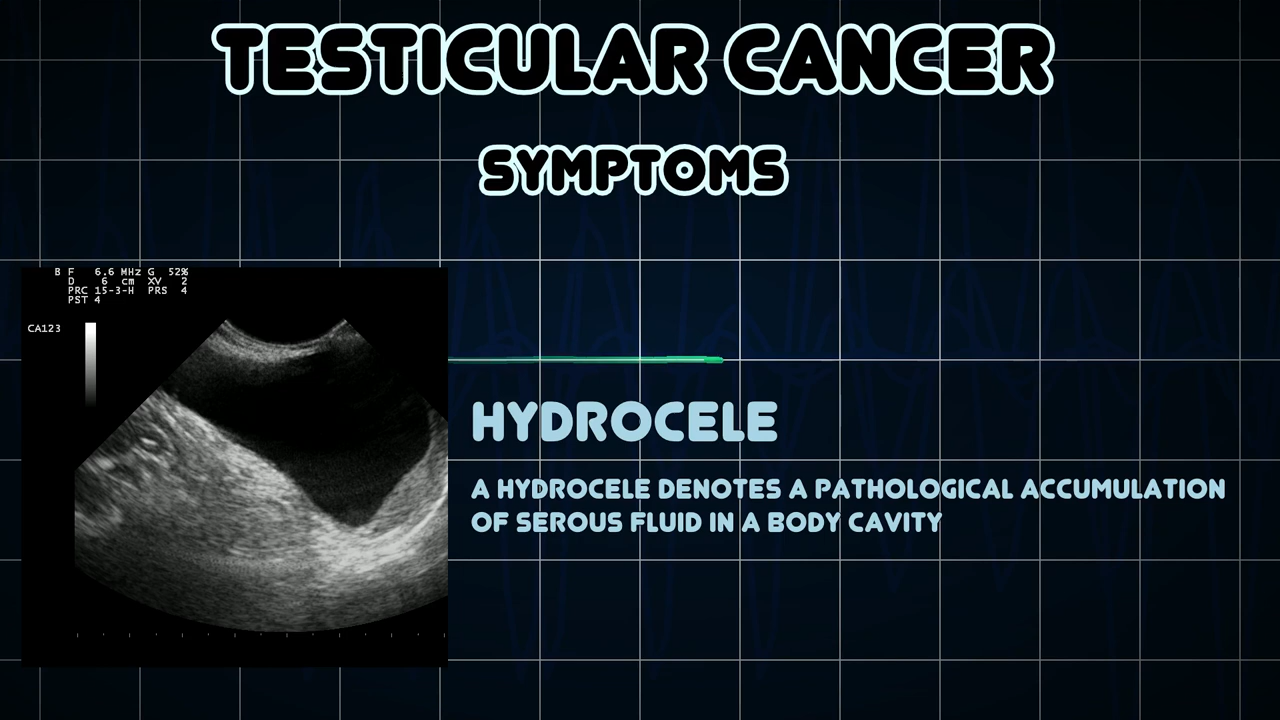 TESTICULAR CANCER
SYMPTOMS
B F 6.6 MHz G 52%
D 6 cm XV 2
PRC 15-3-H PRS 4
PST 4
CA123
HYDROCELE
A HYDROCELE DENOTES A PATHOLOGICAL ACCUMULATION
OF SEROUS FLUID IN A BODY CAVITY